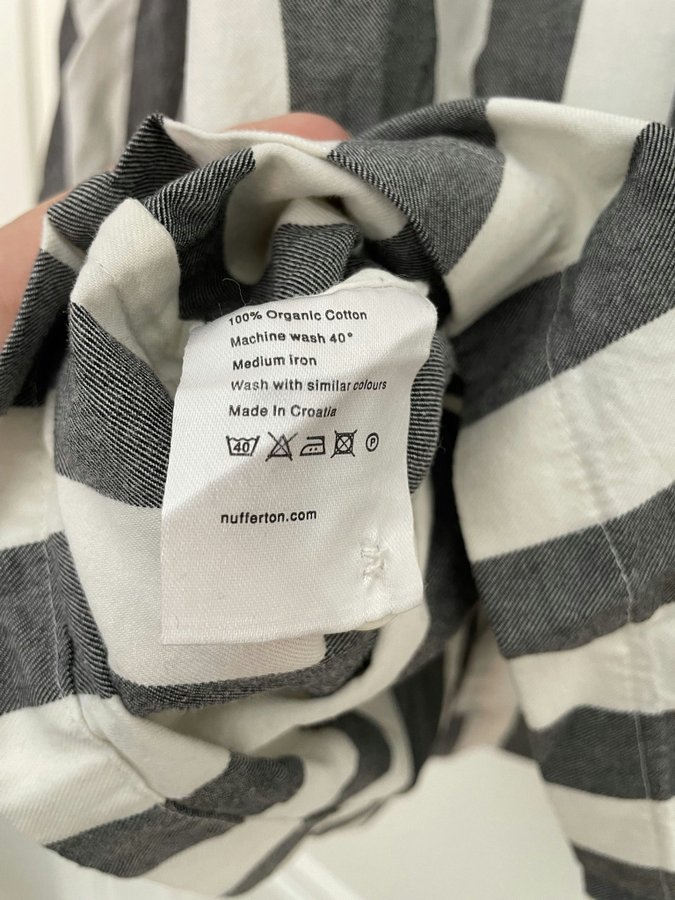 100% Organic Cotton
Machine wash 40°
Medium iron
Wash with similar colours
Made In Croatia
40 P
nufferton.com